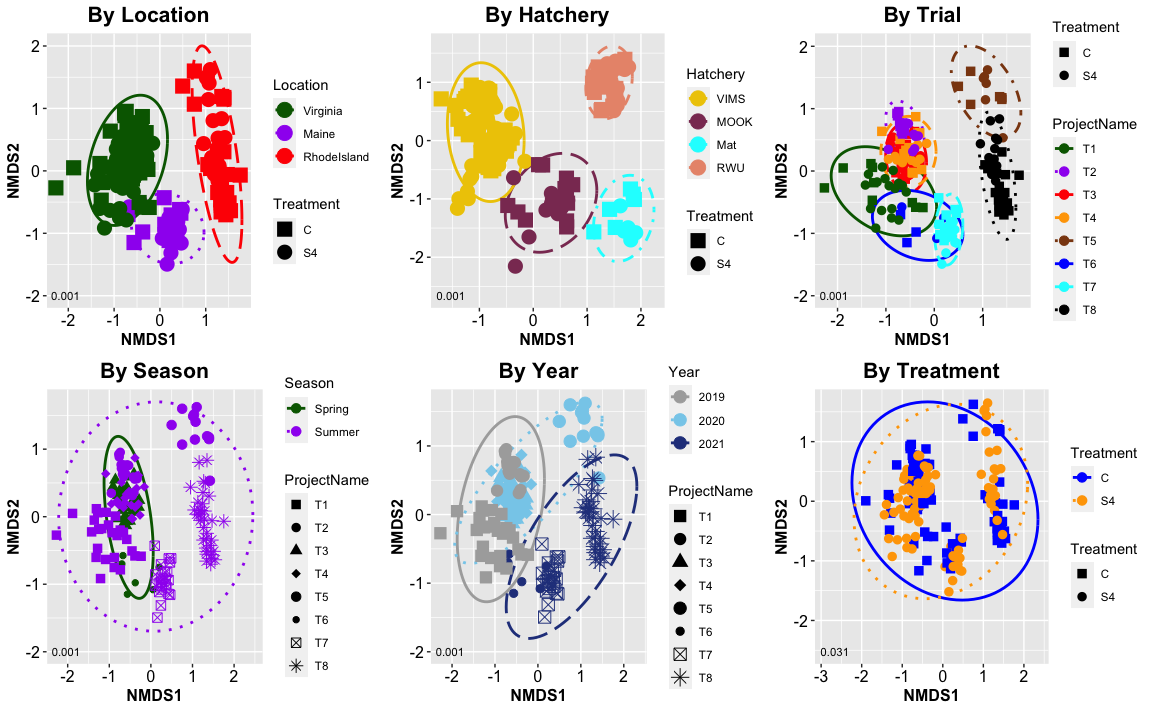 By Location
NMDS2
2
1
0
-1
-2
0.001
-2 -1 0 1
NMDS1
Location
Virginia
Maine
RhodeIsland
Treatment
C
S4
By Hatchery
NMDS2
1
0
-1
-2
0.001
-1 0 1 2
NMDS1
Hatchery
VIMS
MOOK
Mat
RWU
Treatment
C
S4
By Trial
NMDS2
2
1
0
-1
-2
0.001
-2 -1 0 1
NMDS1
Treatment
C
S4
ProjectName
T1
T2
T3
T4
T5
T6
T7
T8
By Season
NMDS2
1
0
-1
-2
0.001
-2 -1 0 1 2
NMDS1
Season
Spring
Summer
ProjectName
T1
T2
T3
T4
T5
T6
T7
T8
By Year
NMDS2
1
0
-1
-2
0.001
-2 -1 0 1 2
NMDS1
Year
2019
2020
2021
ProjectName
T1
T2
T3
T4
T5
T6
T7
T8
By Treatment
NMDS2
1
0
-1
-2
0.031
-3 -2 -1 0 1 2
NMDS1
Treatment
C
S4
Treatment
C
S4